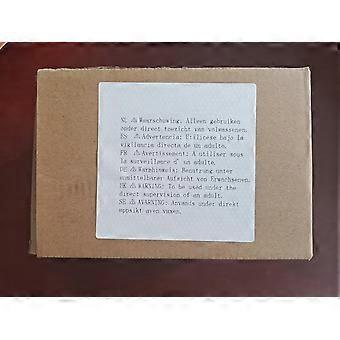 NL ⚠Waarschuwing: Alleen gebruiken
onder direct toezicht van volwassenen.
ES ⚠Advertencia: Utilícese bajo la
vigilancia directa de un adulto.
FR ⚠Avertissement: A utiliser sous
la surveillance d'un adulte.
DE ⚠Warnhinweis: Benutzung unter
unmittelbarer Aufsicht von Erwachsenen.
UK ⚠WARNING: To be used under the
direct supervision of an adult.
SE ⚠AVARNING: Används under direkt
uppsikt aven vuxen.